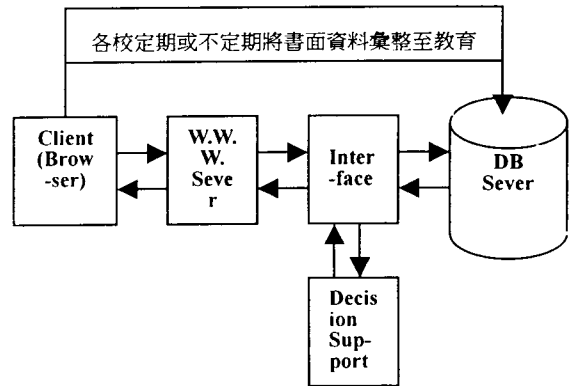 各校定期或不定期將書面資料彙整至教育
Client
(Brow
-ser)
W.W.
W.
Seve
r
Inter
-face
DB
Sever
Decis
ion
Sup-
port